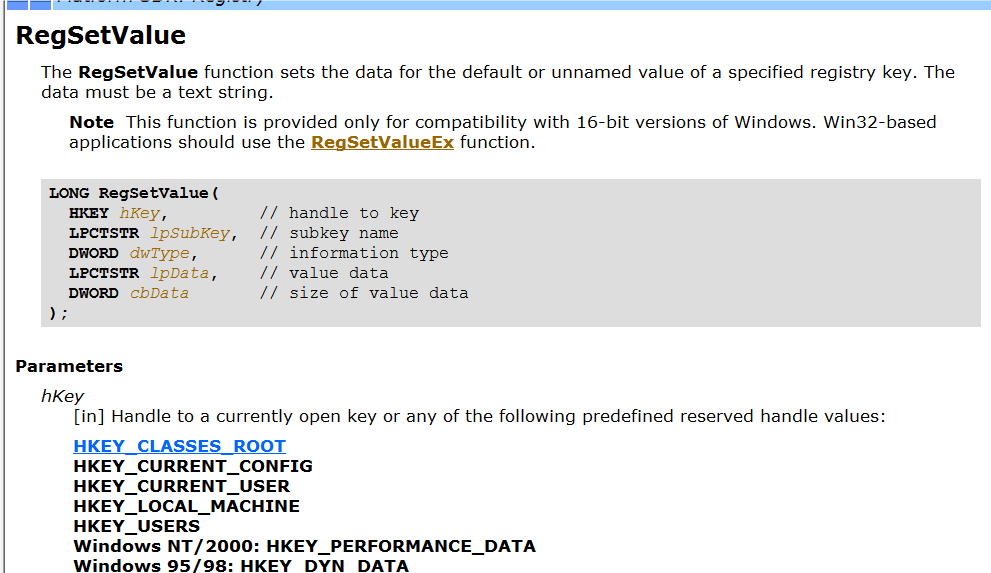 Platform SDK: Registry
RegSetValue
The RegSetValue function sets the data for the default or unnamed value of a specified registry key. The
data must be a text string.
Note This function is provided only for compatibility with 16-bit versions of Windows. Win32-based
applications should use the RegSetValueEx function.
LONG RegSetValue(
HKEY hKey, // handle to key
LPCTSTR lpSubKey, // subkey name
DWORD dwType, // information type
LPCTSTR lpData, // value data
DWORD cbData // size of value data
);
Parameters
hKey
[in] Handle to a currently open key or any of the following predefined reserved handle values:
HKEY_CLASSES_ROOT
HKEY_CURRENT_CONFIG
HKEY_CURRENT_USER
HKEY_LOCAL_MACHINE
HKEY_USERS
Windows NT/2000: HKEY_PERFORMANCE_DATA
Windows 95/98: HKEY_DYN_DATA